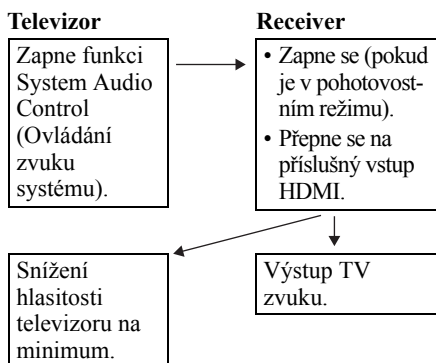 Televizor
Zapne funkci
System Audio
Control
(Ovládání
zvuku
systému).
Receiver
• Zapne se (pokud
je v pohotovost-
ním režimu).
• Přepne se na
příslušný vstup
HDMI.
Snížení
hlasitosti
televizoru na
minimum.
Výstup TV
zvuku.